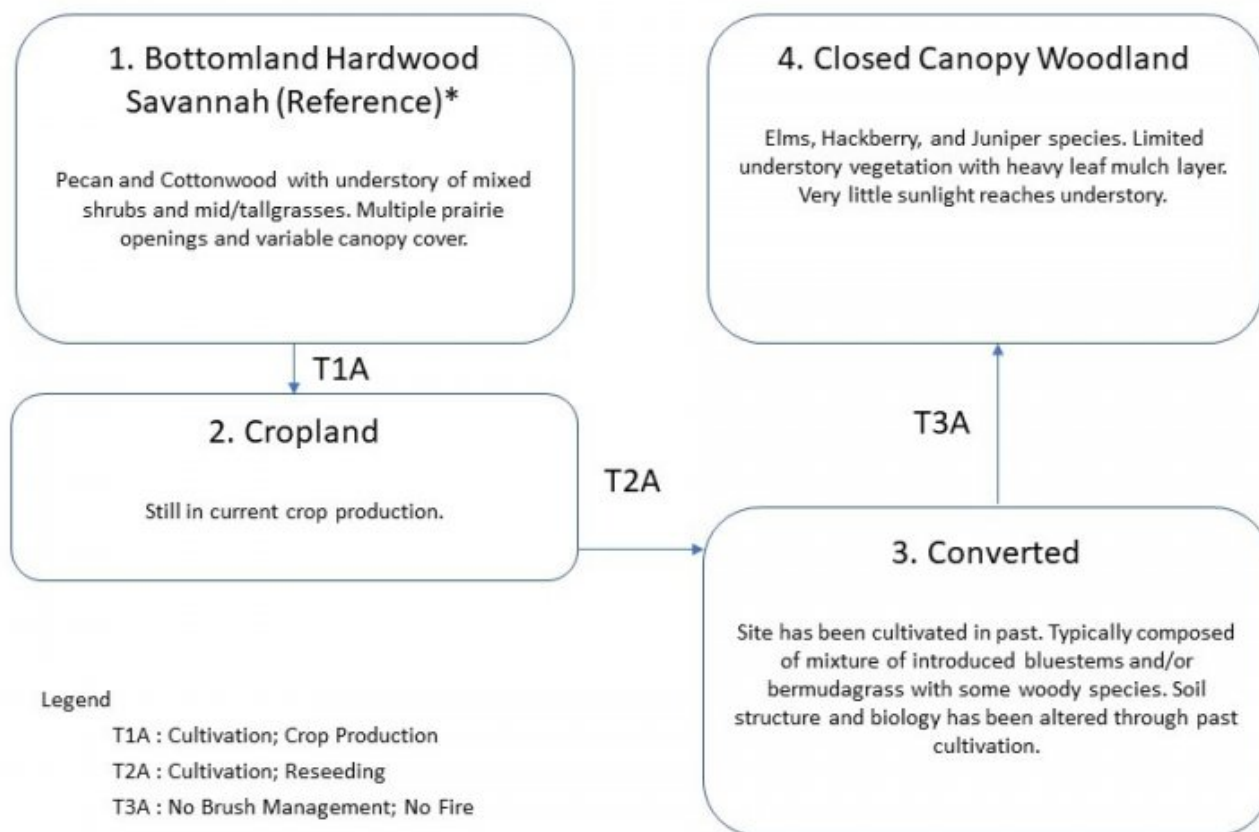 1. Bottomland Hardwood
Savannah (Reference)*
Pecan and Cottonwood with understory of mixed
shrubs and mid/tallgrasses. Multiple prairie
openings and variable canopy cover.
T1A
2. Cropland
Still in current crop production.
T2A
3. Converted
Site has been cultivated in past. Typically composed
of mixture of introduced bluestems and/or
bermudagrass with some woody species. Soil
structure and biology has been altered through past
cultivation.
T3A
4. Closed Canopy Woodland
Elms, Hackberry, and Juniper species. Limited
understory vegetation with heavy leaf mulch layer.
Very little sunlight reaches understory.
Legend
T1A : Cultivation; Crop Production
T2A : Cultivation; Reseeding
T3A : No Brush Management; No Fire